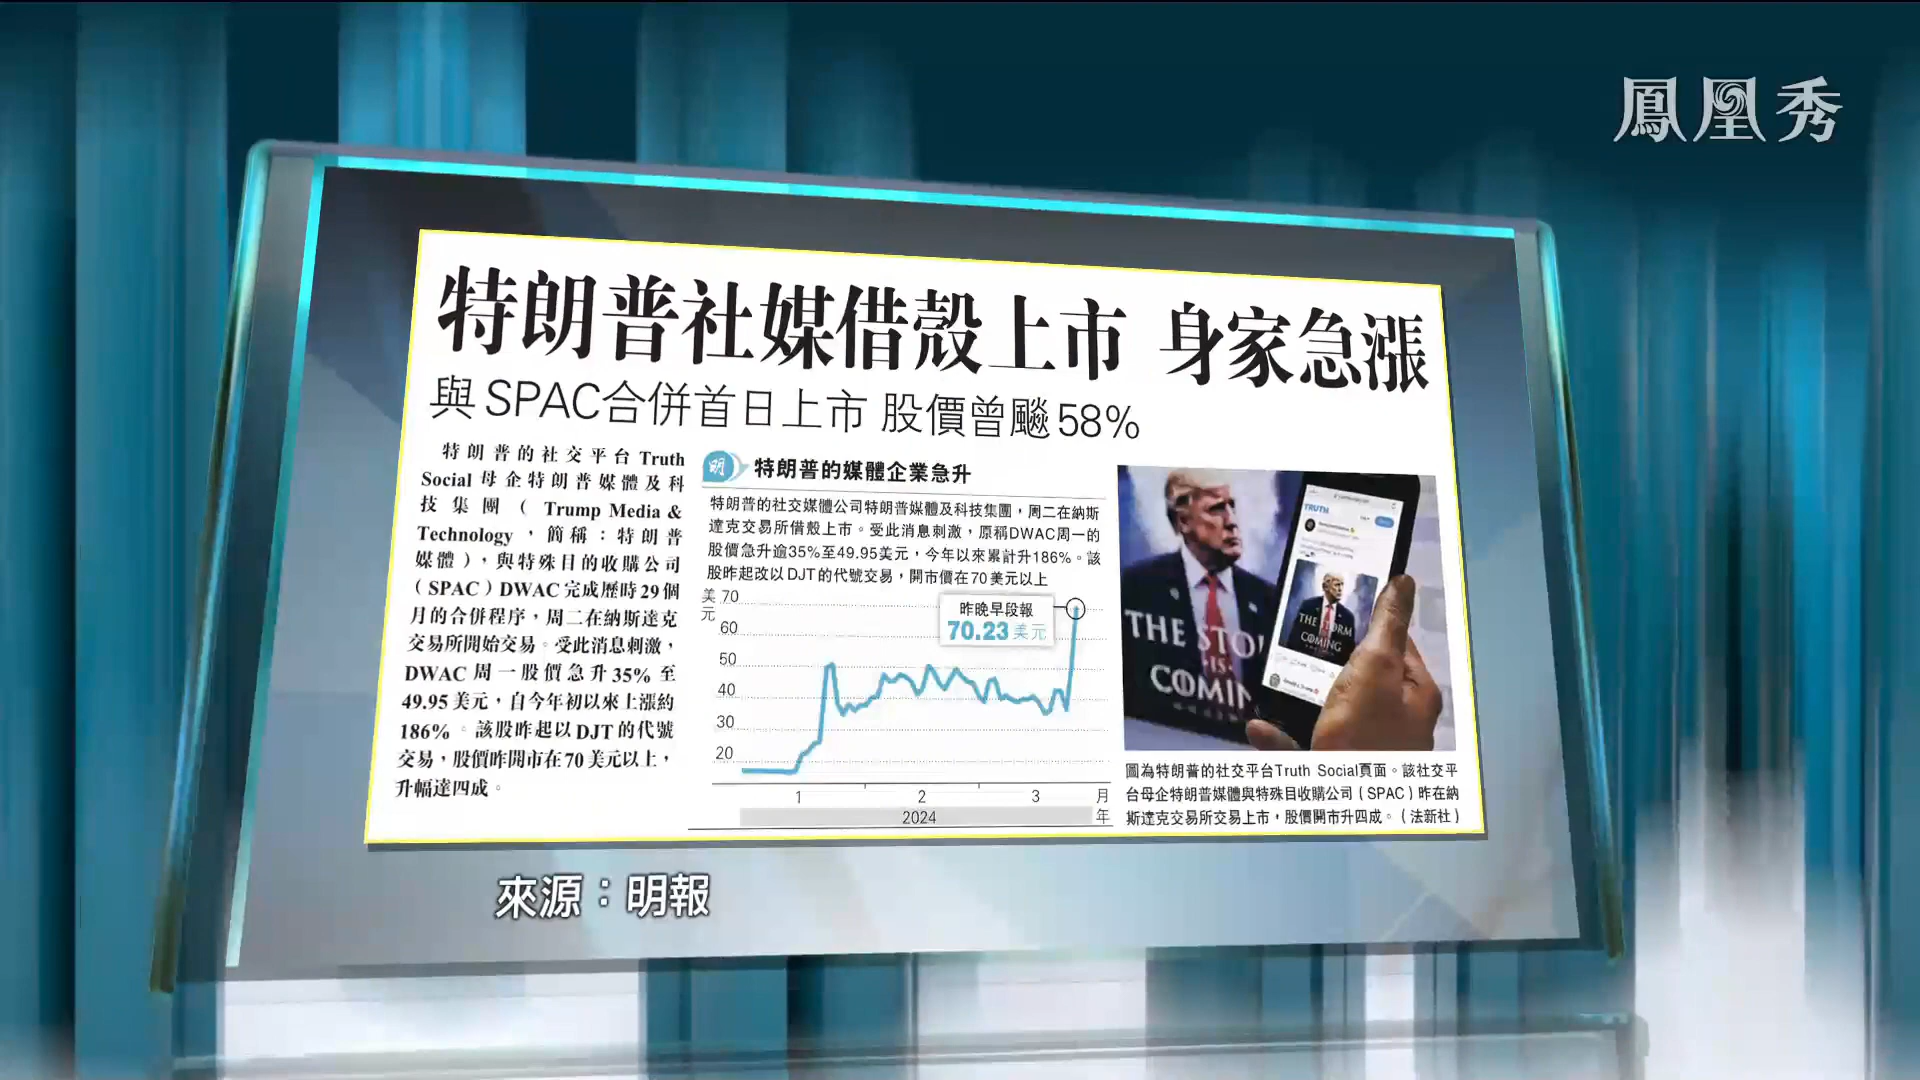 鳳凰秀
特朗普社媒借殼上市 身家急漲
與SPAC合併首日上市 股價曾飈58%
特朗普的社交平台Truth
Social母企特朗普媒體及科
技集團（Trump Media &
Technology，簡稱：特朗普
媒體），與特殊目的收購公司
（SPAC）DWAC完成歷時29個
月的合併程序，周二在納斯達克
交易所開始交易。受此消息刺激，
DWAC周一股價急升35%至
49.95美元，自今年初以來上漲約
186%。該股昨起以DJT的代號
交易，股價昨開市在70美元以上，
升幅達四成。
明 特朗普的媒體企業急升
特朗普的社交媒體公司特朗普媒體及科技集團，周二在納斯
達克交易所借殼上市。受此消息刺激，原稱DWAC周一的
股價急升逾35%至49.95美元，今年以來累計升186%。該
股昨起改以DJT的代號交易，開市價在70美元以上
美元
70
60
50
40
30
20
昨晚早段報
70.23美元
1 2 3 月
2024 年
THE STO
IS
COMIN
TRUTH
THE STORM
COMING
圖為特朗普的社交平台Truth Social頁面。該社交平
台母企特朗普媒體與特殊目收購公司（SPAC）昨在納
斯達克交易所交易上市，股價開市升四成。（法新社）
來源：明報